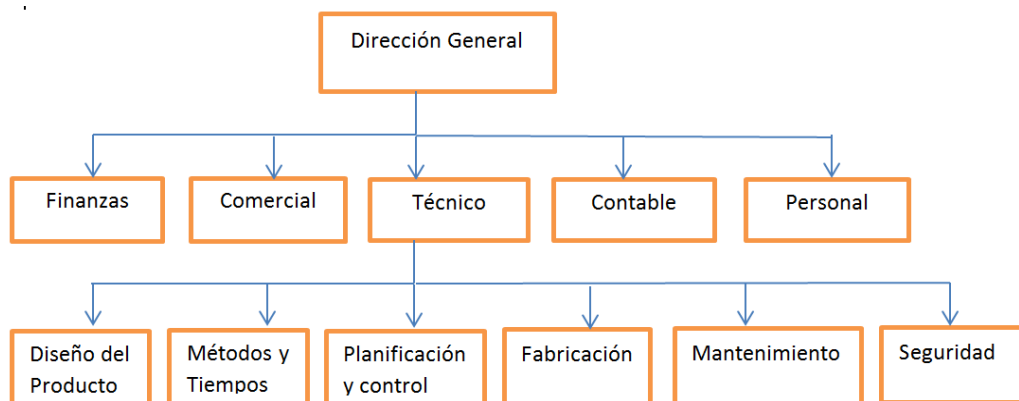 Dirección General
Finanzas
Comercial
Técnico
Contable
Personal
Diseño del
Producto
Métodos y
Tiempos
Planificación
y control
Fabricación
Mantenimiento
Seguridad